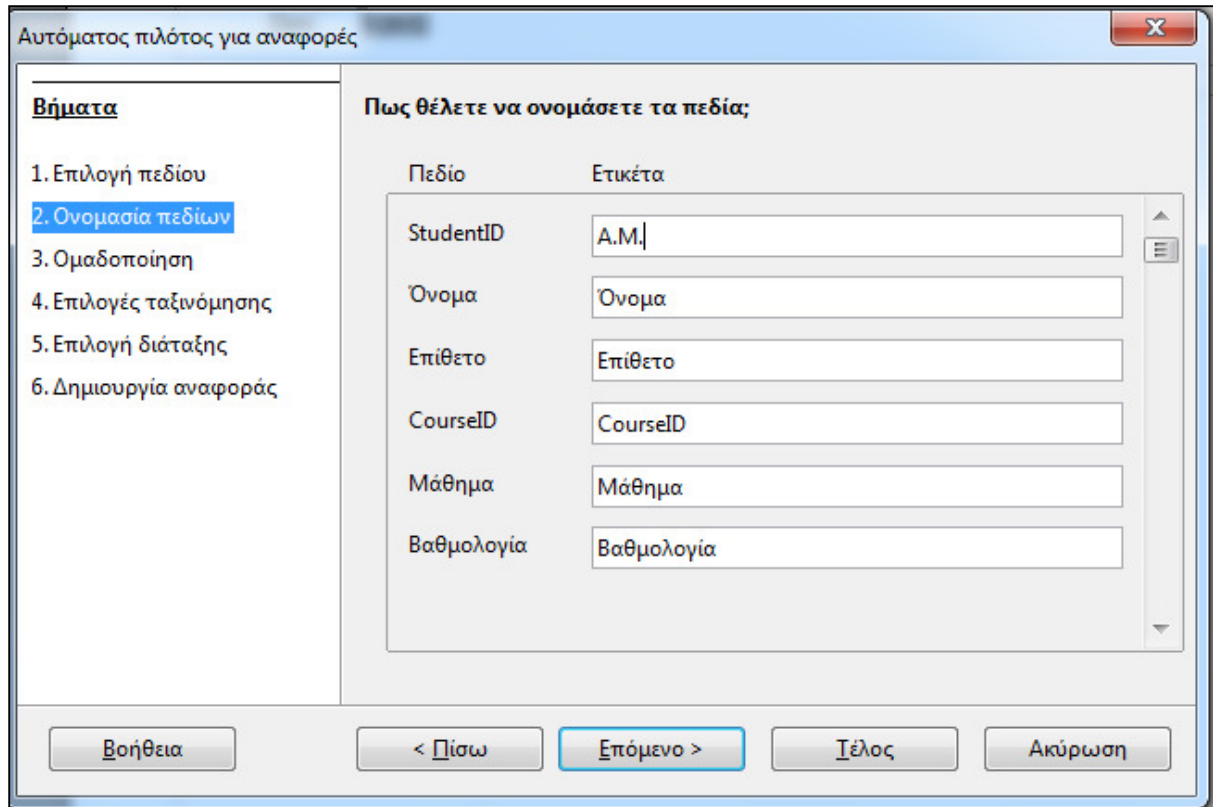 Αυτόματος πιλότος για αναφορές
Βήματα
1. Επιλογή πεδίου
2. Ονομασία πεδίων
3. Ομαδοποίηση
4. Επιλογές ταξινόμησης
5. Επιλογή διάταξης
6. Δημιουργία αναφοράς
Πως θέλετε να ονομάσετε τα πεδία;
Πεδίο Ετικέτα
StudentID Α.Μ.
Όνομα Όνομα
Επίθετο Επίθετο
CourseID CourseID
Μάθημα Μάθημα
Βαθμολογία Βαθμολογία
Βοήθεια < Πίσω Επόμενο > Τέλος Ακύρωση